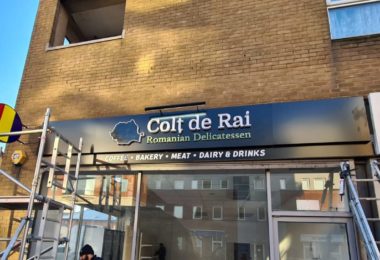 Colț de Rai
Romanian Delicatessen
COFFEE • BAKERY • MEAT • DAIRY & DRINKS